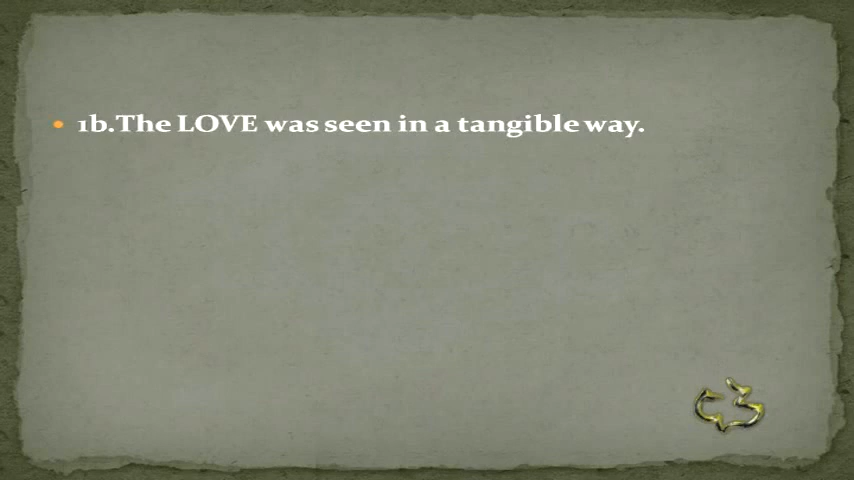 • 1b.The LOVE was seen in a tangible way.